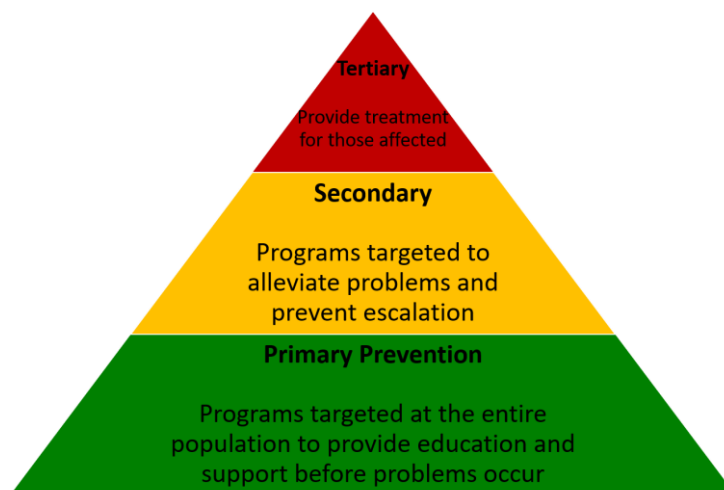 Tertiary
Provide treatment
for those affected
Secondary
Programs targeted to
alleviate problems and
prevent escalation
Primary Prevention
Programs targeted at the entire
population to provide education and
support before problems occur